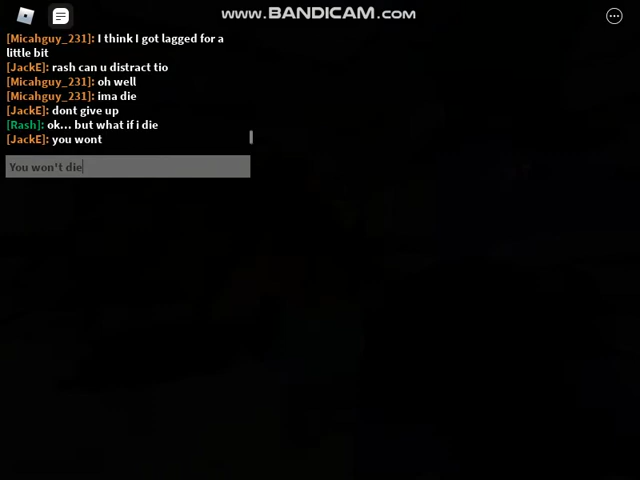 WWW.BANDICAM.COM
[Micahguy_231]: I think I got lagged for a
little bit
[JackE]: rash can u distract tio
[Micahguy_231]: oh well
[Micahguy_231]: ima die
[JackE]: dont give up
[Rash]: ok... but what if i die
[JackE]: you wont
You won't die